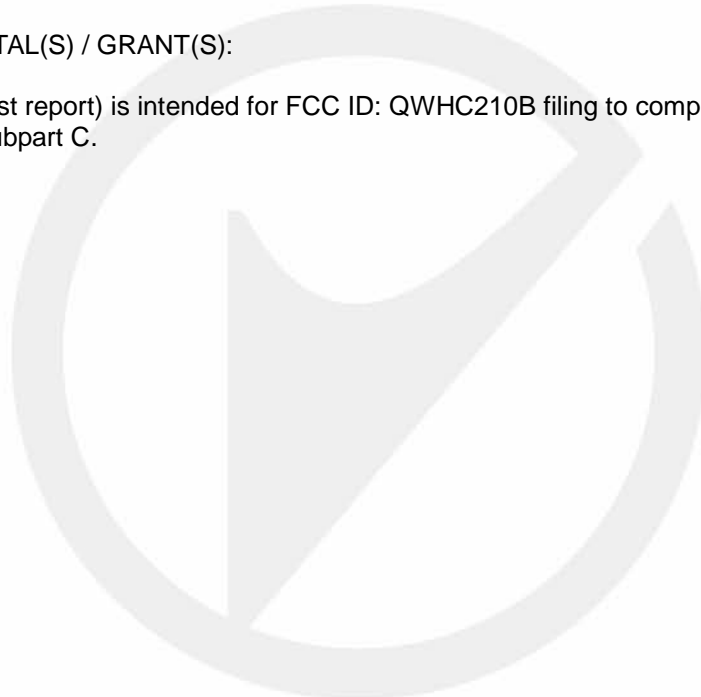 TAL(S) / GRANT(S):
st report) is intended for FCC ID: QWHC210B filing to comp
ubpart C.